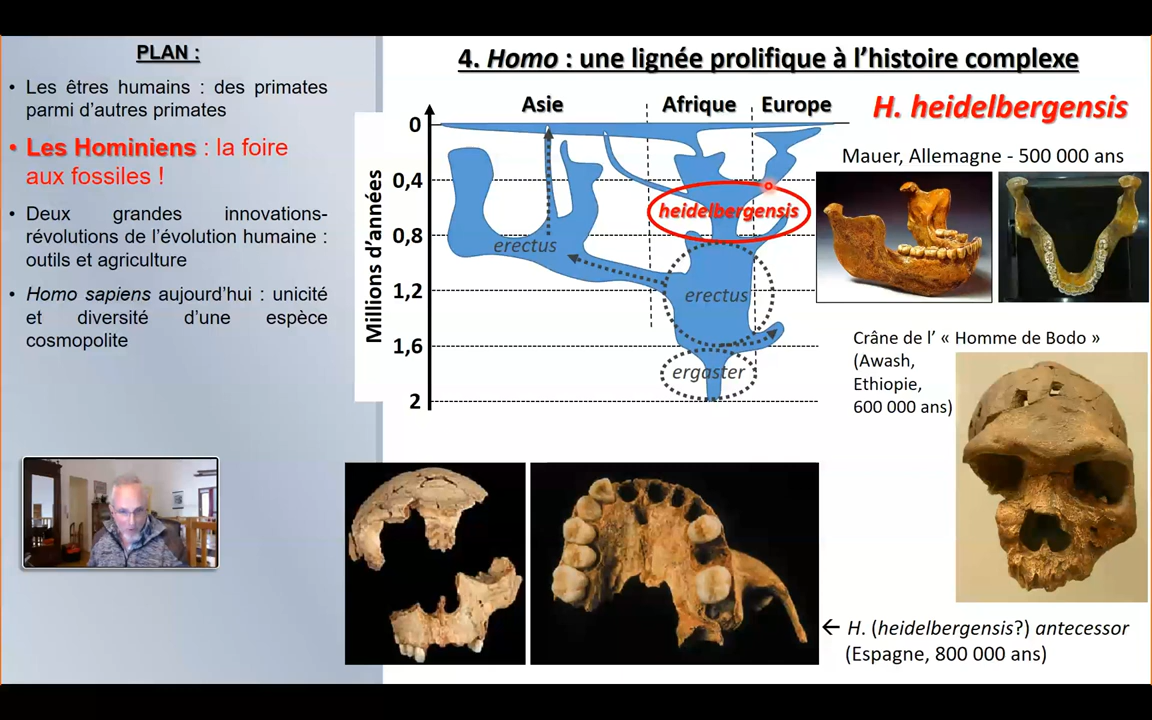 PLAN :
• Les êtres humains : des primates
parmi d’autres primates
• Les Hominiens : la foire
aux fossiles !
• Deux grandes innovations-
révolutions de l’évolution humaine :
outils et agriculture
• Homo sapiens aujourd’hui : unicité
et diversité d’une espèce
cosmopolite
4. Homo : une lignée prolifique à l’histoire complexe
Asie Afrique Europe
Millions d’années
0
0,4
0,8
1,2
1,6
2
heidelbergensis
erectus
erectus
ergaster
H. heidelbergensis
Mauer, Allemagne - 500 000 ans
Crâne de l’ « Homme de Bodo »
(Awash,
Ethiopie,
600 000 ans)
← H. (heidelbergensis?) antecessor
(Espagne, 800 000 ans)